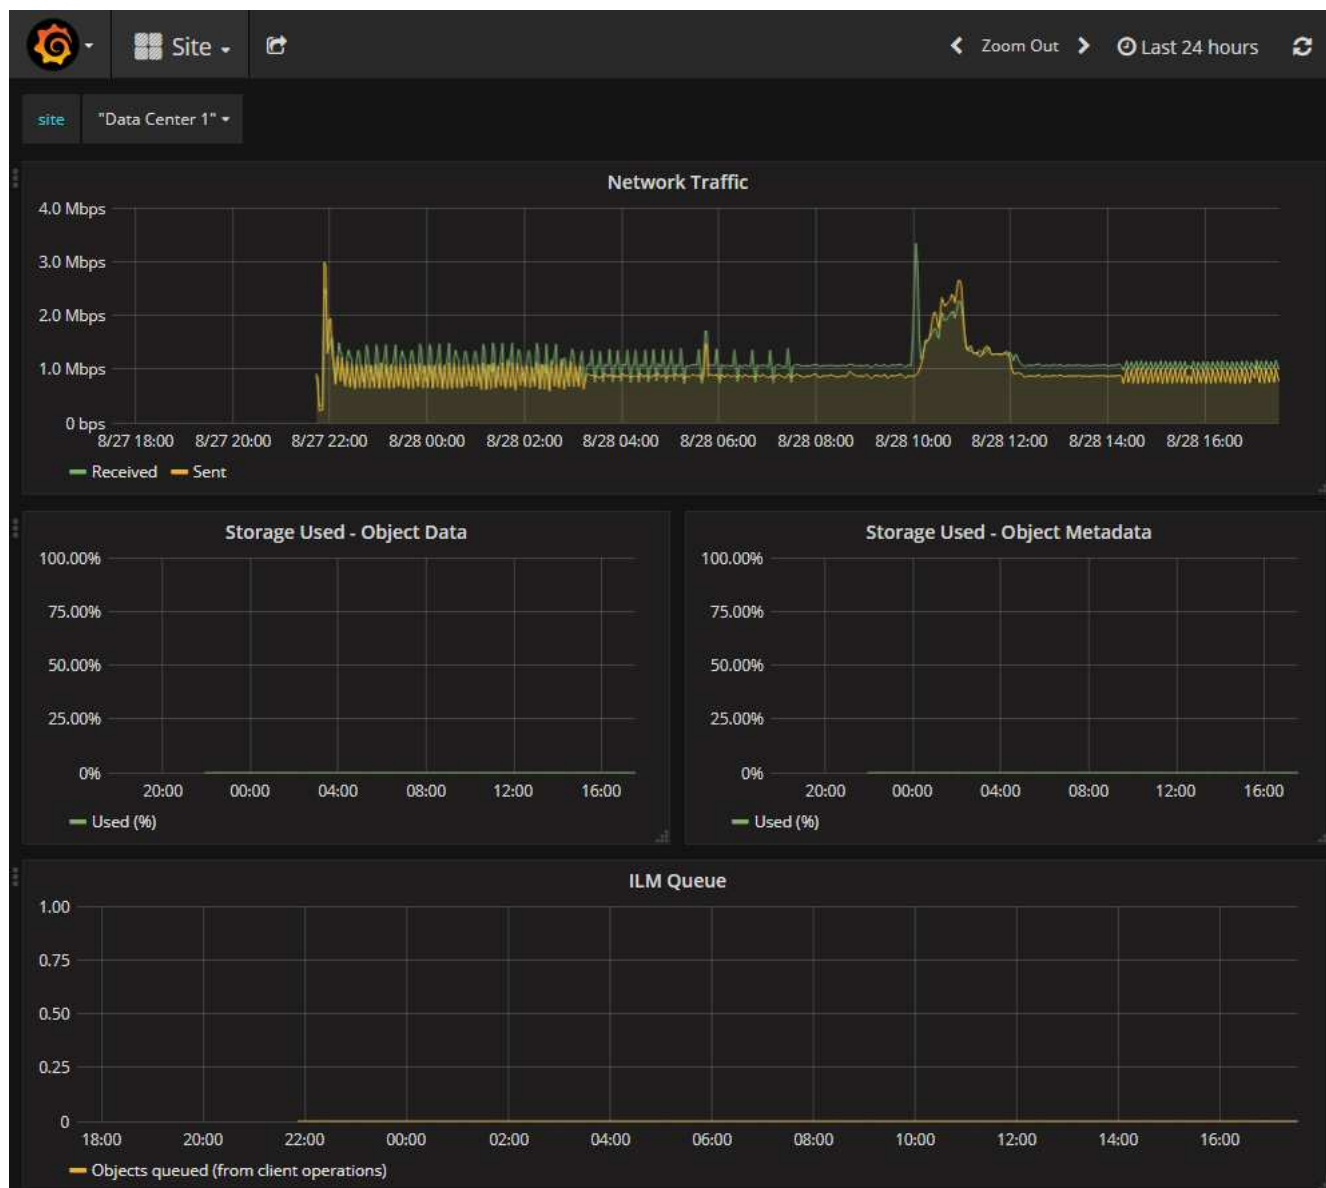 Site Zoom Out Last 24 hours
site "Data Center 1"
Network Traffic
4.0 Mbps
3.0 Mbps
2.0 Mbps
1.0 Mbps
0 bps
8/27 18:00 8/27 20:00 8/27 22:00 8/28 00:00 8/28 02:00 8/28 04:00 8/28 06:00 8/28 08:00 8/28 10:00 8/28 12:00 8/28 14:00 8/28 16:00
Received Sent
Storage Used - Object Data
100.00%
75.00%
50.00%
25.00%
0%
20:00 00:00 04:00 08:00 12:00 16:00
Used (%)
Storage Used - Object Metadata
100.00%
75.00%
50.00%
25.00%
0%
20:00 00:00 04:00 08:00 12:00 16:00
Used (%)
ILM Queue
1.00
0.75
0.50
0.25
0
18:00 20:00 22:00 00:00 02:00 04:00 06:00 08:00 10:00 12:00 14:00 16:00
Objects queued (from client operations)